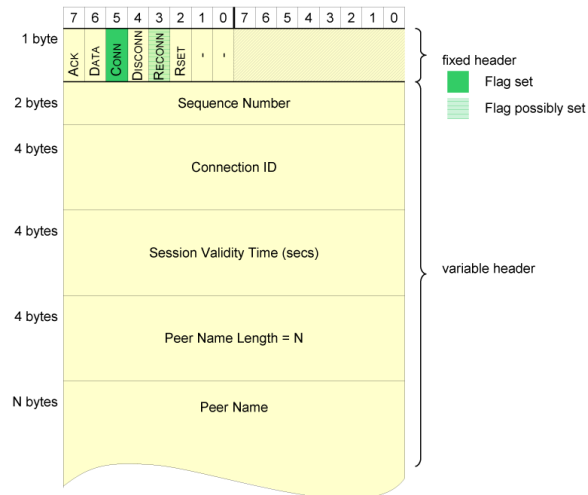 7 6 5 4 3 2 1 0 7 6 5 4 3 2 1 0
1 byte
ACK
DATA
CONN
DISCONN
RECONN
RSET
-
-
fixed header
Flag set
Flag possibly set
2 bytes
Sequence Number
4 bytes
Connection ID
4 bytes
Session Validity Time (secs)
variable header
4 bytes
Peer Name Length = N
N bytes
Peer Name